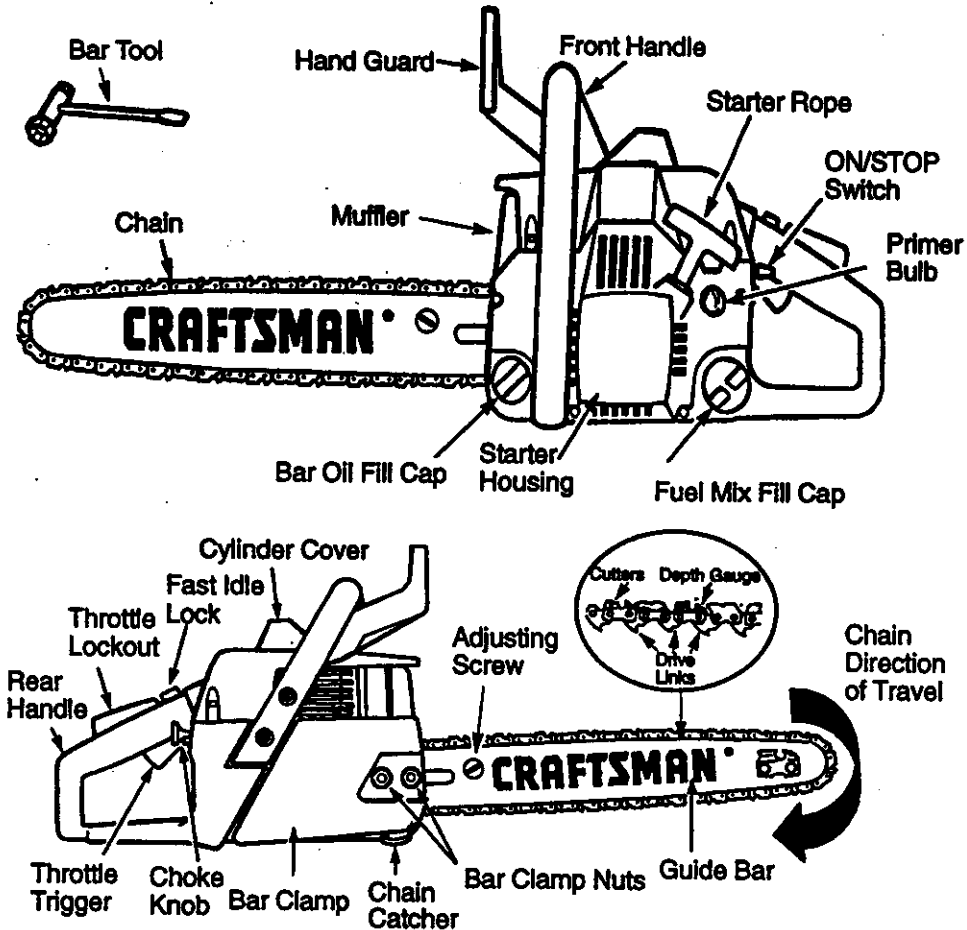 Bar Tool
Hand Guard
Front Handle
Starter Rope
ON/STOP
Switch
Primer
Bulb
Chain
Muffler
CRAFTSMAN
Bar Oil Fill Cap
Starter
Housing
Fuel Mix Fill Cap
Cylinder Cover
Fast Idle
Lock
Throttle
Lockout
Rear
Handle
Adjusting
Screw
Cutters
Depth Gauge
Drive
Links
Chain
Direction
of Travel
CRAFTSMAN
Throttle
Trigger
Choke
Knob
Bar Clamp
Chain
Catcher
Bar Clamp Nuts
Guide Bar